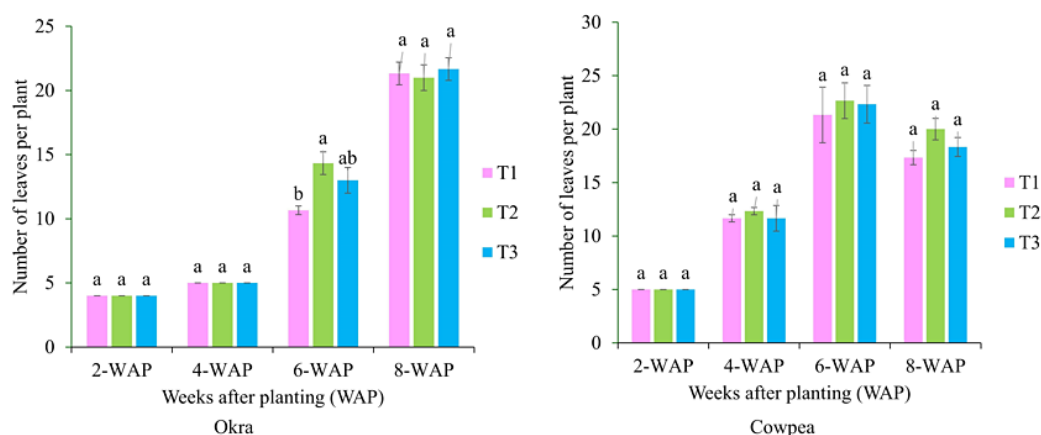 Number of leaves per plant
25
20
15
10
5
0
a a a
a a a
b a ab
a a a
2-WAP 4-WAP 6-WAP 8-WAP
Weeks after planting (WAP)
Okra
T1
T2
T3
Number of leaves per plant
30
25
20
15
10
5
0
a a a
a a a
a a a
a a a
2-WAP 4-WAP 6-WAP 8-WAP
Weeks after planting (WAP)
Cowpea
T1
T2
T3